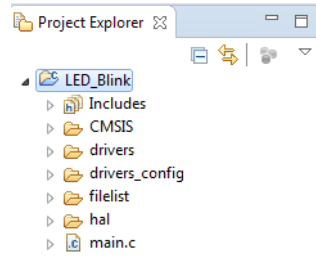 Project Explorer
LED_Blink
Includes
CMSIS
drivers
drivers_config
filelist
hal
main.c